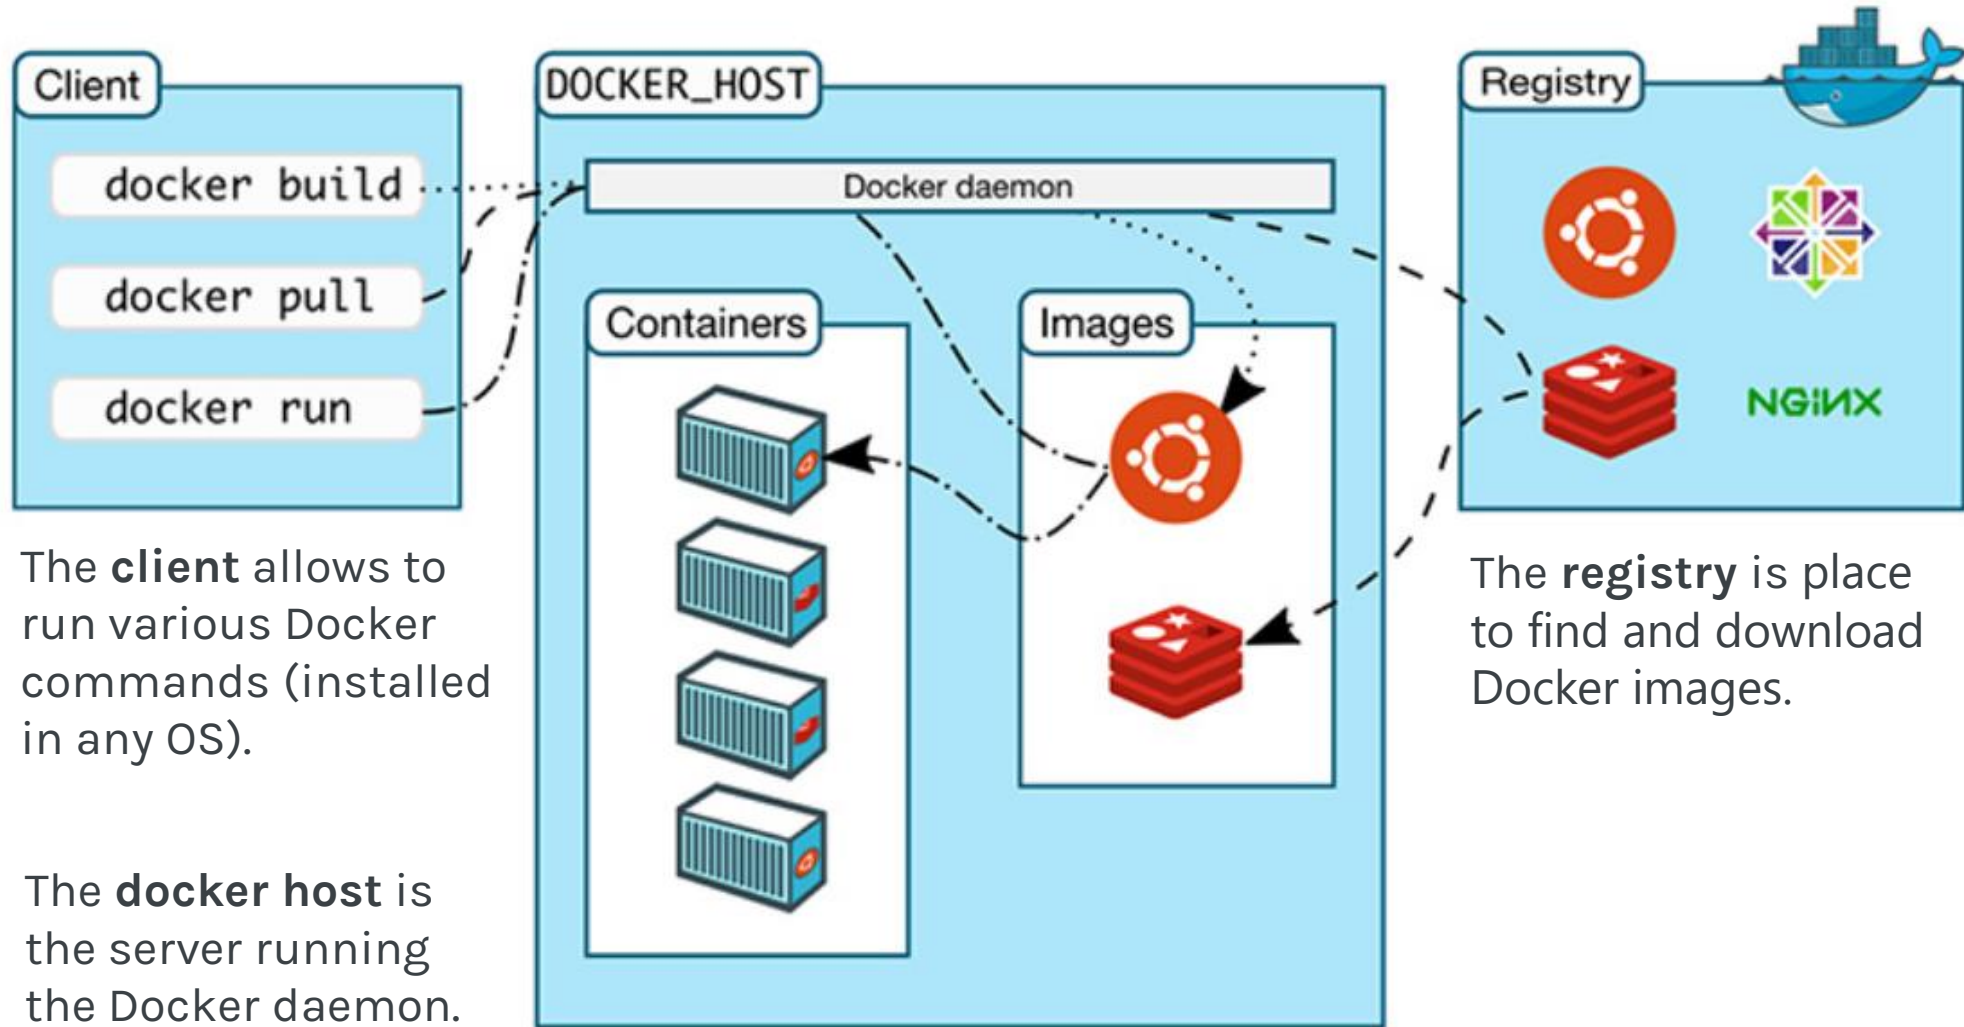 Client
docker build
docker pull
docker run
The client allows to
run various Docker
commands (installed
in any OS).
The docker host is
the server running
the Docker daemon.
DOCKER_HOST
Docker daemon
Containers
Images
Registry
NGINX
The registry is place
to find and download
Docker images.